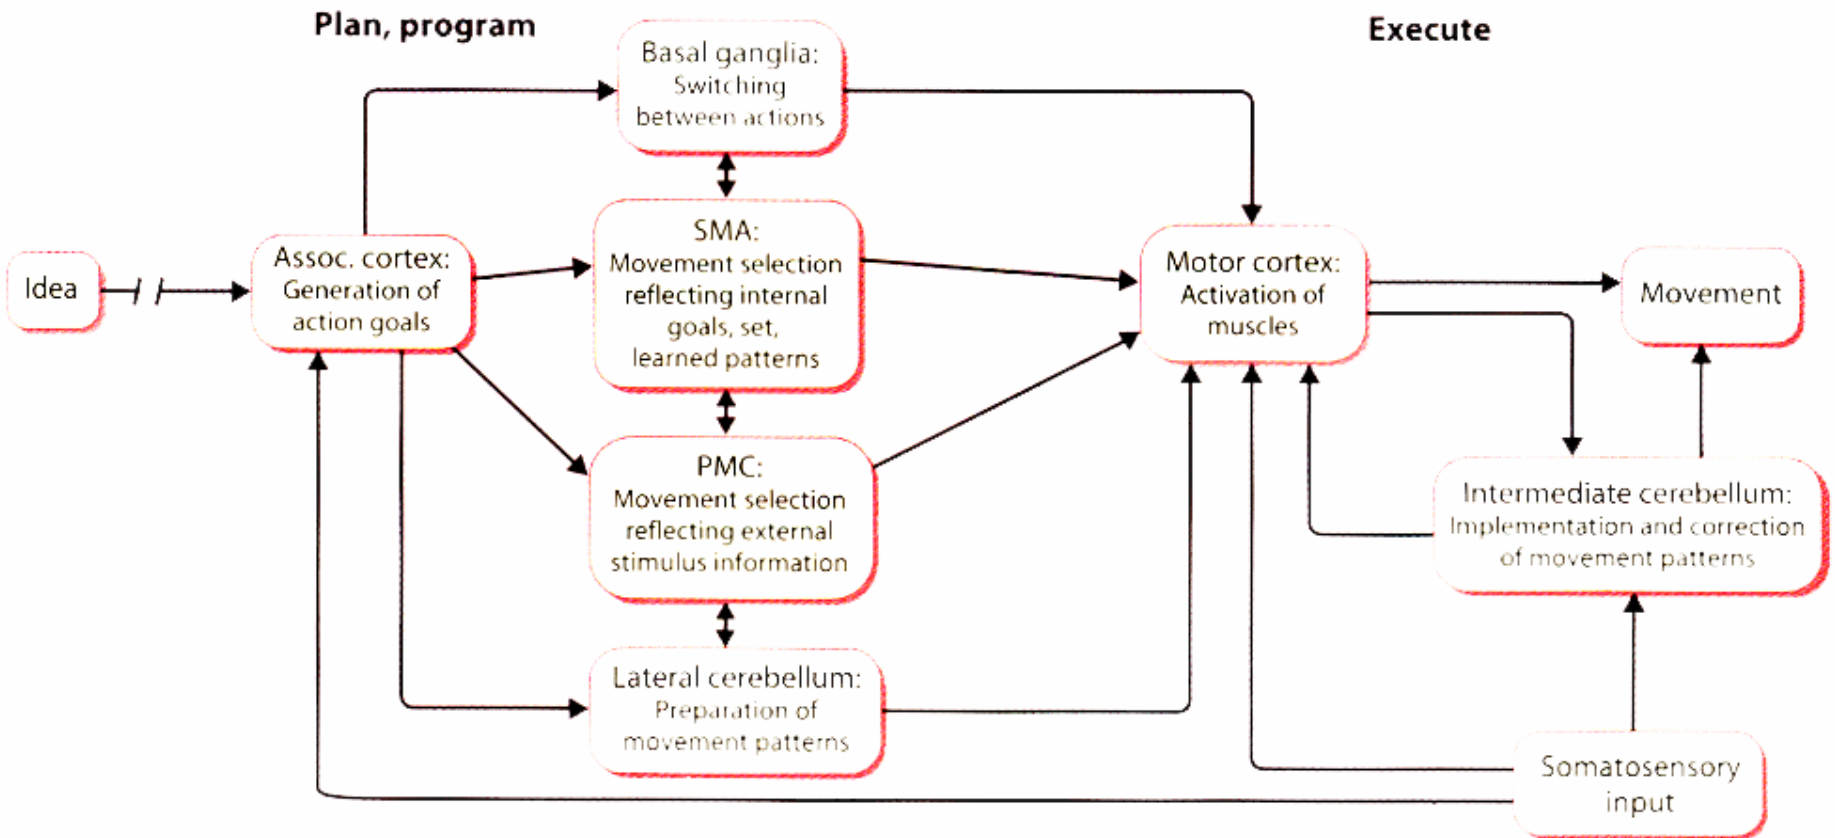 Plan, program
Execute
Basal ganglia:
Switching
between actions
SMA:
Movement selection
reflecting internal
goals, set,
learned patterns
Idea
Assoc. cortex:
Generation of
action goals
Motor cortex:
Activation of
muscles
Movement
PMC:
Movement selection
reflecting external
stimulus information
Intermediate cerebellum:
Implementation and correction
of movement patterns
Lateral cerebellum:
Preparation of
movement patterns
Somatosensory
input